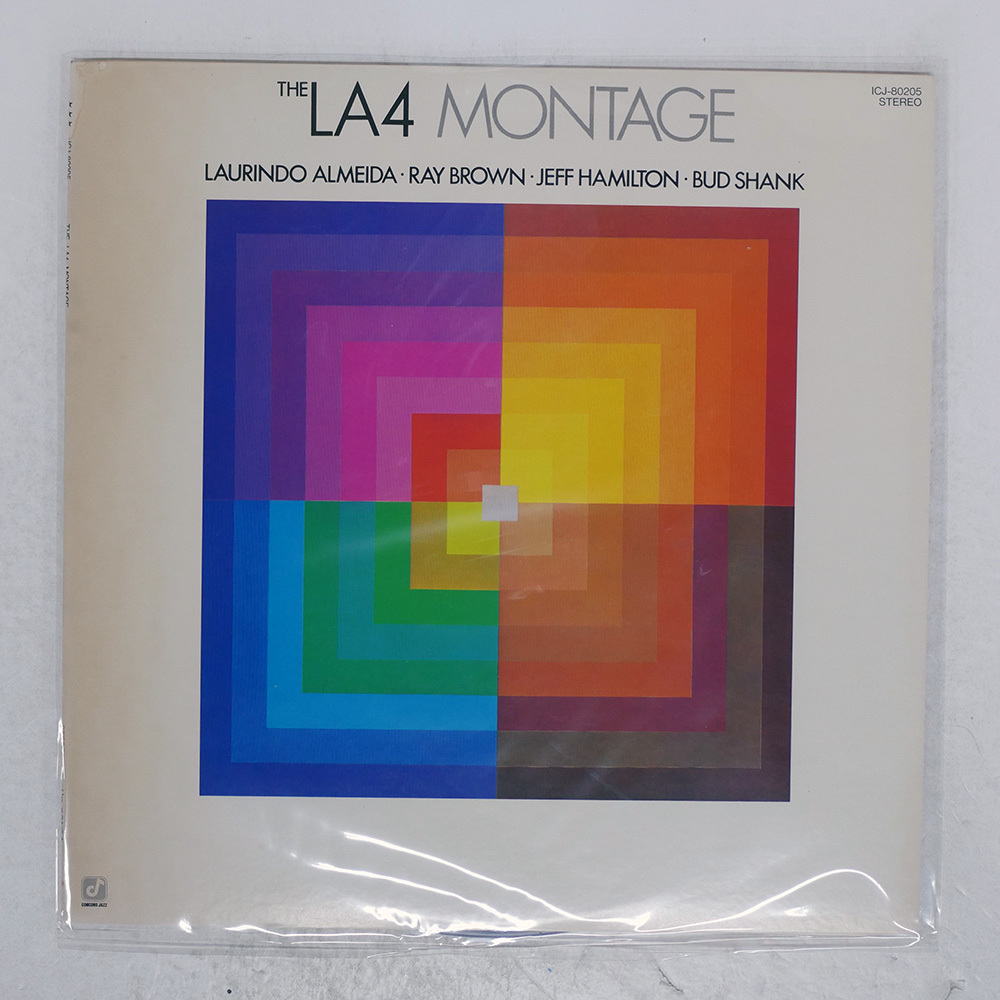 THE LA4 MONTAGE
ICJ-80205
STEREO
LAURINDO ALMEIDA · RAY BROWN · JEFF HAMILTON · BUD SHANK
CONCORD JAZZ